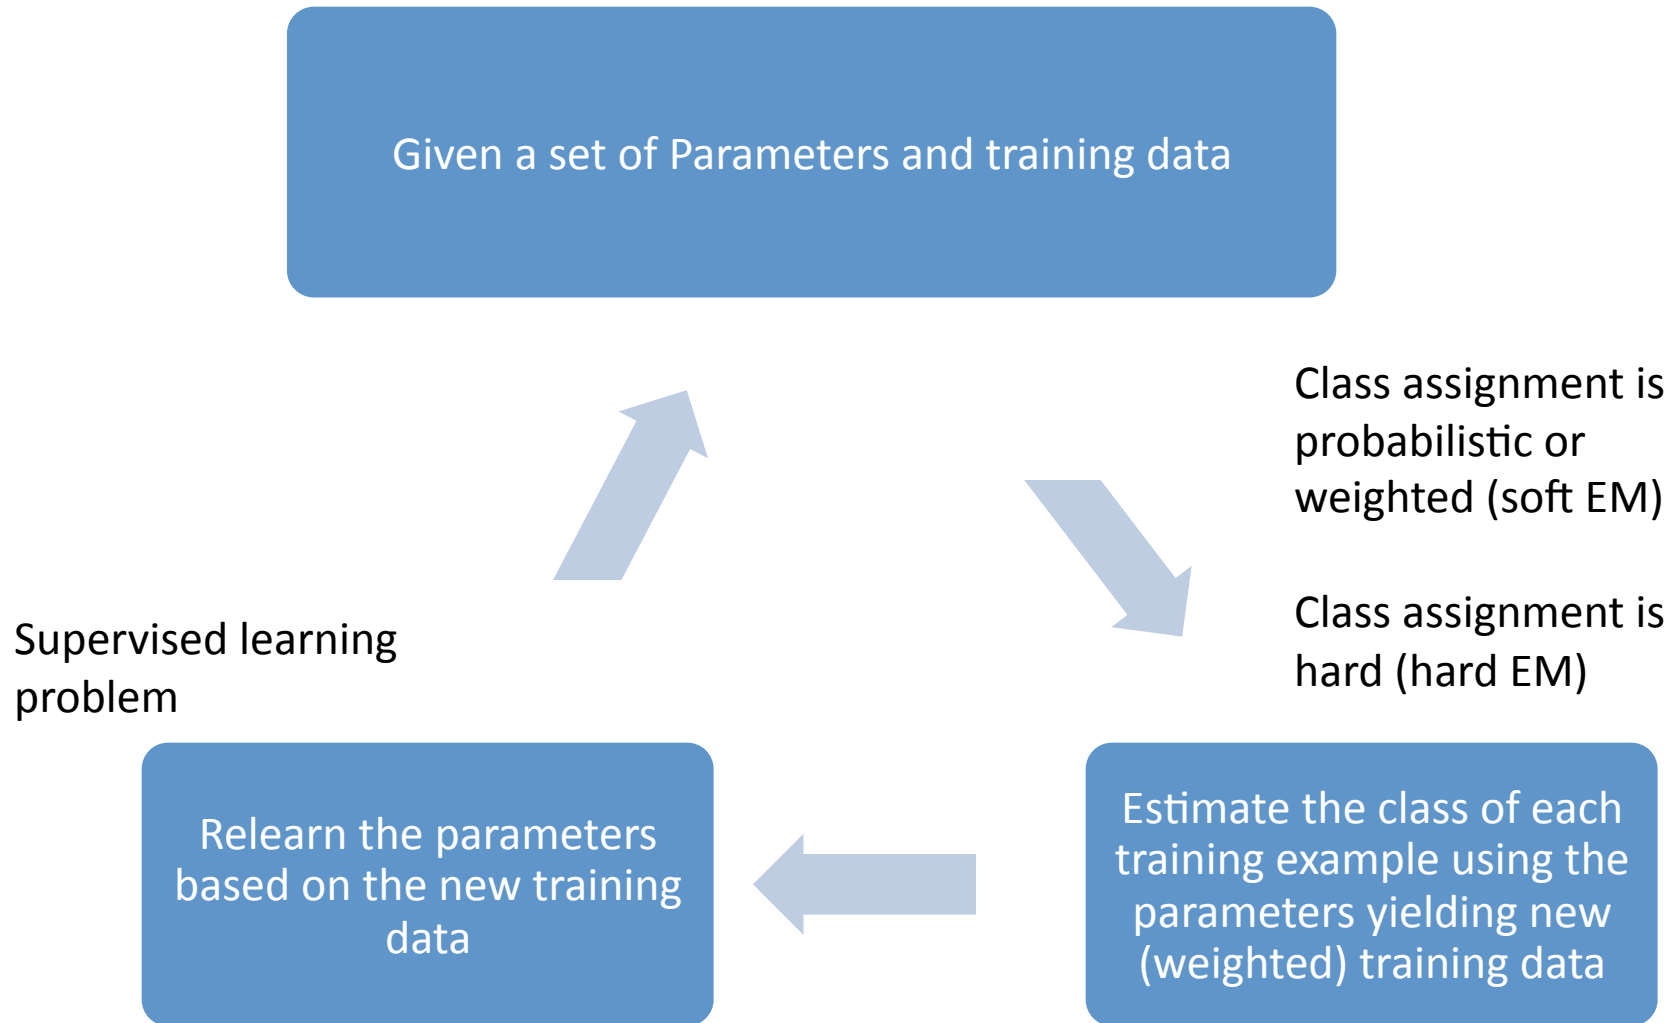 Given a set of Parameters and training data
Class assignment is
probabilistic or
weighted (soft EM)
Class assignment is
hard (hard EM)
Supervised learning
problem
Relearn the parameters
based on the new training
data
Estimate the class of each
training example using the
parameters yielding new
(weighted) training data